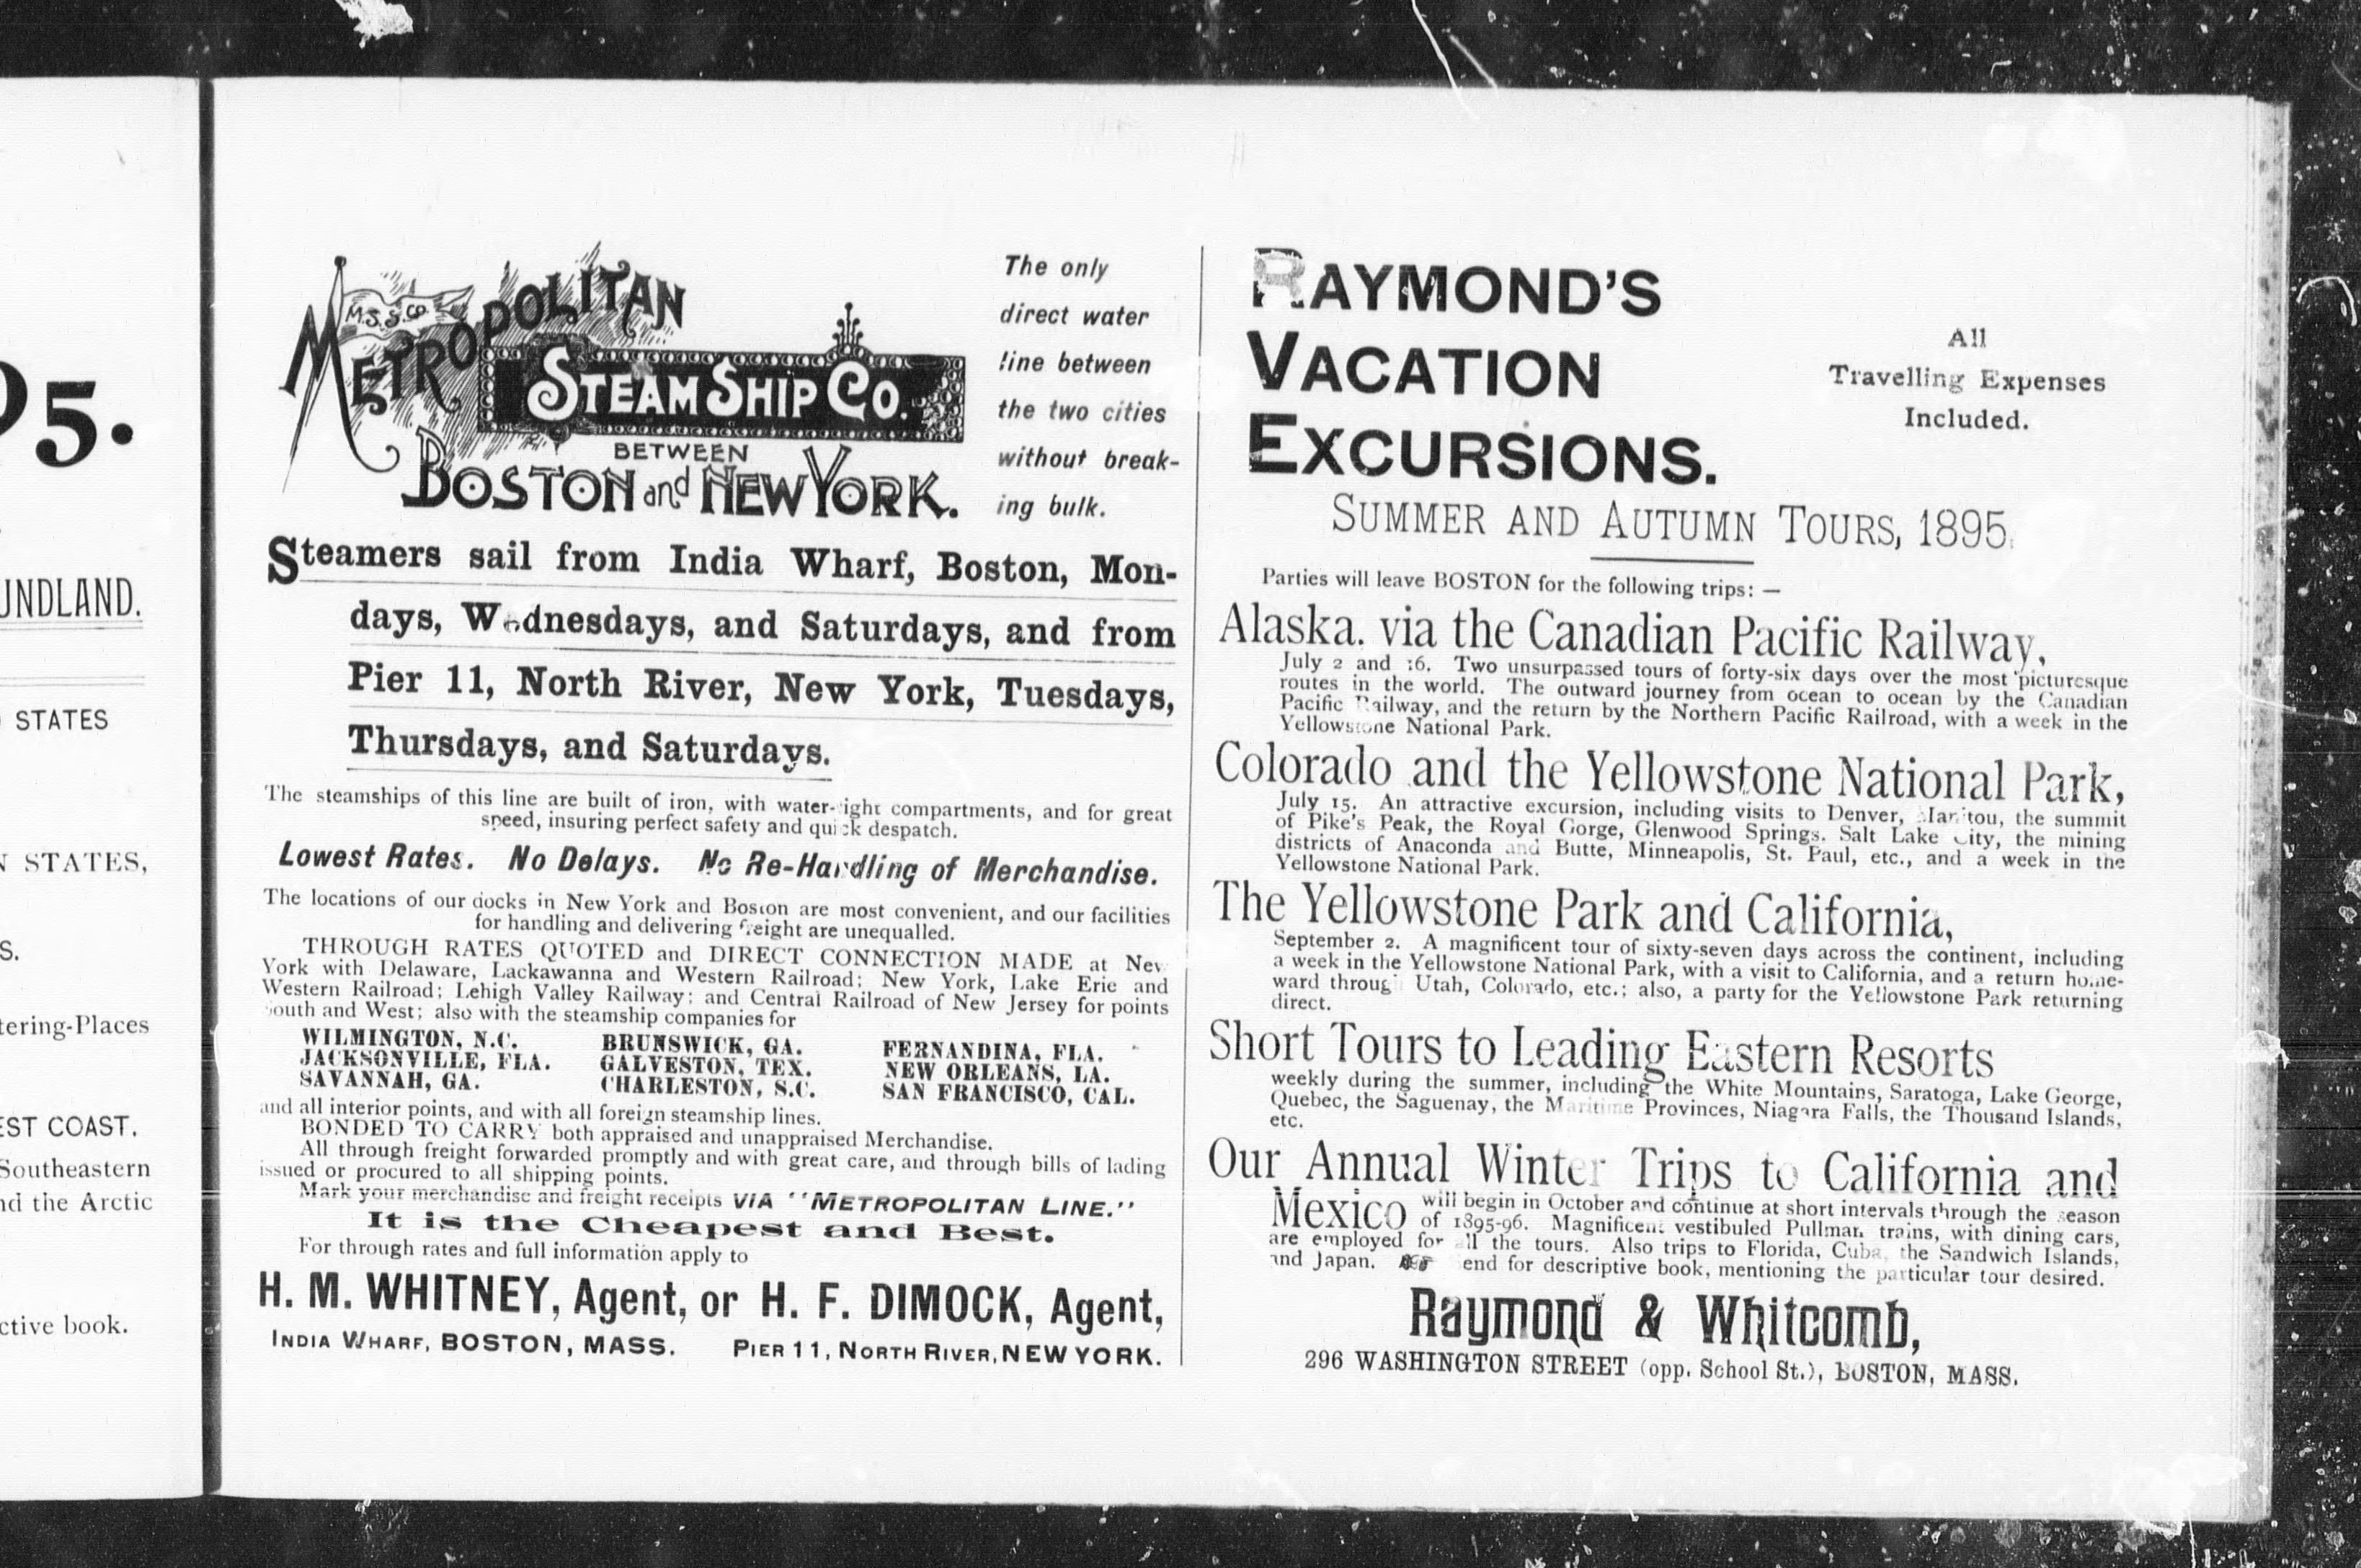 95.
UNDLAND.
STATES
STATES,
S.
tering-Places
EST COAST.
Southeastern
nd the Arctic
ctive book.
M.S.S.CO.
METROPOLITAN
STEAM SHIP CO.
BETWEEN
BOSTON and NEW YORK.
The only
direct water
line between
the two cities
without break-
ing bulk.
Steamers sail from India Wharf, Boston, Mon-
days, Wednesdays, and Saturdays, and from
Pier 11, North River, New York, Tuesdays,
Thursdays, and Saturdays.
The steamships of this line are built of iron, with water-tight compartments, and for great
speed, insuring perfect safety and quick despatch.
Lowest Rates. No Delays. No Re-Handling of Merchandise.
The locations of our docks in New York and Boston are most convenient, and our facilities
for handling and delivering freight are unequalled.
THROUGH RATES QUOTED and DIRECT CONNECTION MADE at New
York with Delaware, Lackawanna and Western Railroad; New York, Lake Erie and
Western Railroad; Lehigh Valley Railway; and Central Railroad of New Jersey for points
South and West; also with the steamship companies for
WILMINGTON, N.C. BRUNSWICK, GA. FERNANDINA, FLA.
JACKSONVILLE, FLA. GALVESTON, TEX. NEW ORLEANS, LA.
SAVANNAH, GA. CHARLESTON, S.C. SAN FRANCISCO, CAL.
and all interior points, and with all foreign steamship lines.
BONDED TO CARRY both appraised and unappraised Merchandise.
All through freight forwarded promptly and with great care, and through bills of lading
issued or procured to all shipping points.
Mark your merchandise and freight receipts VIA "METROPOLITAN LINE."
It is the Cheapest and Best.
For through rates and full information apply to
H. M. WHITNEY, Agent, or H. F. DIMOCK, Agent,
INDIA WHARF, BOSTON, MASS. PIER 11, NORTH RIVER, NEW YORK.
RAYMOND'S
VACATION
EXCURSIONS.
All
Travelling Expenses
Included.
SUMMER AND AUTUMN TOURS, 1895.
Parties will leave BOSTON for the following trips: —
Alaska. via the Canadian Pacific Railway,
July 2 and 16. Two unsurpassed tours of forty-six days over the most picturesque
routes in the world. The outward journey from ocean to ocean by the Canadian
Pacific Railway, and the return by the Northern Pacific Railroad, with a week in the
Yellowstone National Park.
Colorado and the Yellowstone National Park,
July 15. An attractive excursion, including visits to Denver, Manitou, the summit
of Pike's Peak, the Royal Gorge, Glenwood Springs. Salt Lake City, the mining
districts of Anaconda and Butte, Minneapolis, St. Paul, etc., and a week in the
Yellowstone National Park.
The Yellowstone Park and California,
September 2. A magnificent tour of sixty-seven days across the continent, including
a week in the Yellowstone National Park, with a visit to California, and a return home-
ward through Utah, Colorado, etc.; also, a party for the Yellowstone Park returning
direct.
Short Tours to Leading Eastern Resorts
weekly during the summer, including the White Mountains, Saratoga, Lake George,
Quebec, the Saguenay, the Maritime Provinces, Niagara Falls, the Thousand Islands,
etc.
Our Annual Winter Trips to California and
Mexico will begin in October and continue at short intervals through the season
of 1895-96. Magnificent vestibuled Pullman trains, with dining cars,
are employed for all the tours. Also trips to Florida, Cuba, the Sandwich Islands,
and Japan. Send for descriptive book, mentioning the particular tour desired.
Raymond & Whitcomb,
296 WASHINGTON STREET (opp. School St.), BOSTON, MASS.